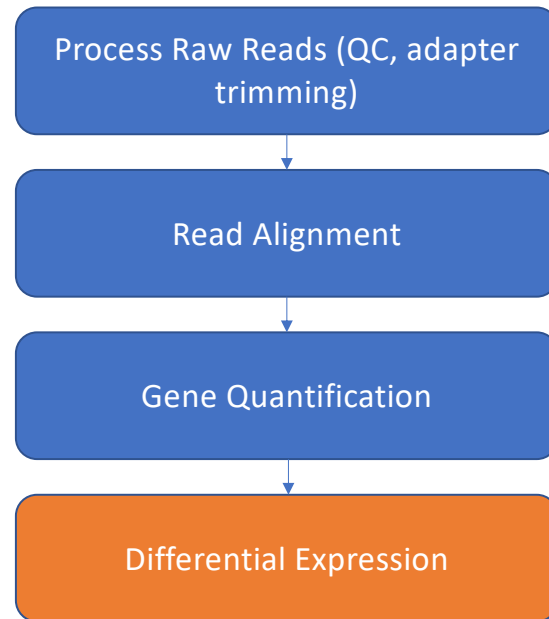 Process Raw Reads (QC, adapter
trimming)
Read Alignment
Gene Quantification
Differential Expression